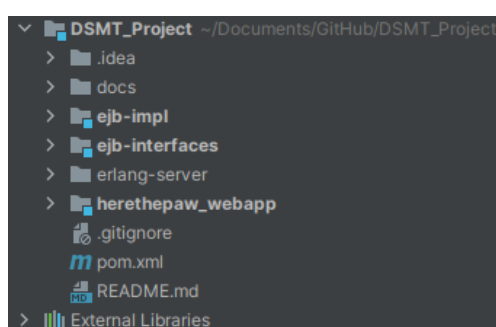 DSMT_Project ~/Documents/GitHub/DSMT_Project
.idea
docs
ejb-impl
ejb-interfaces
erlang-server
herethepaw_webapp
.gitignore
m pom.xml
MD README.md
External Libraries